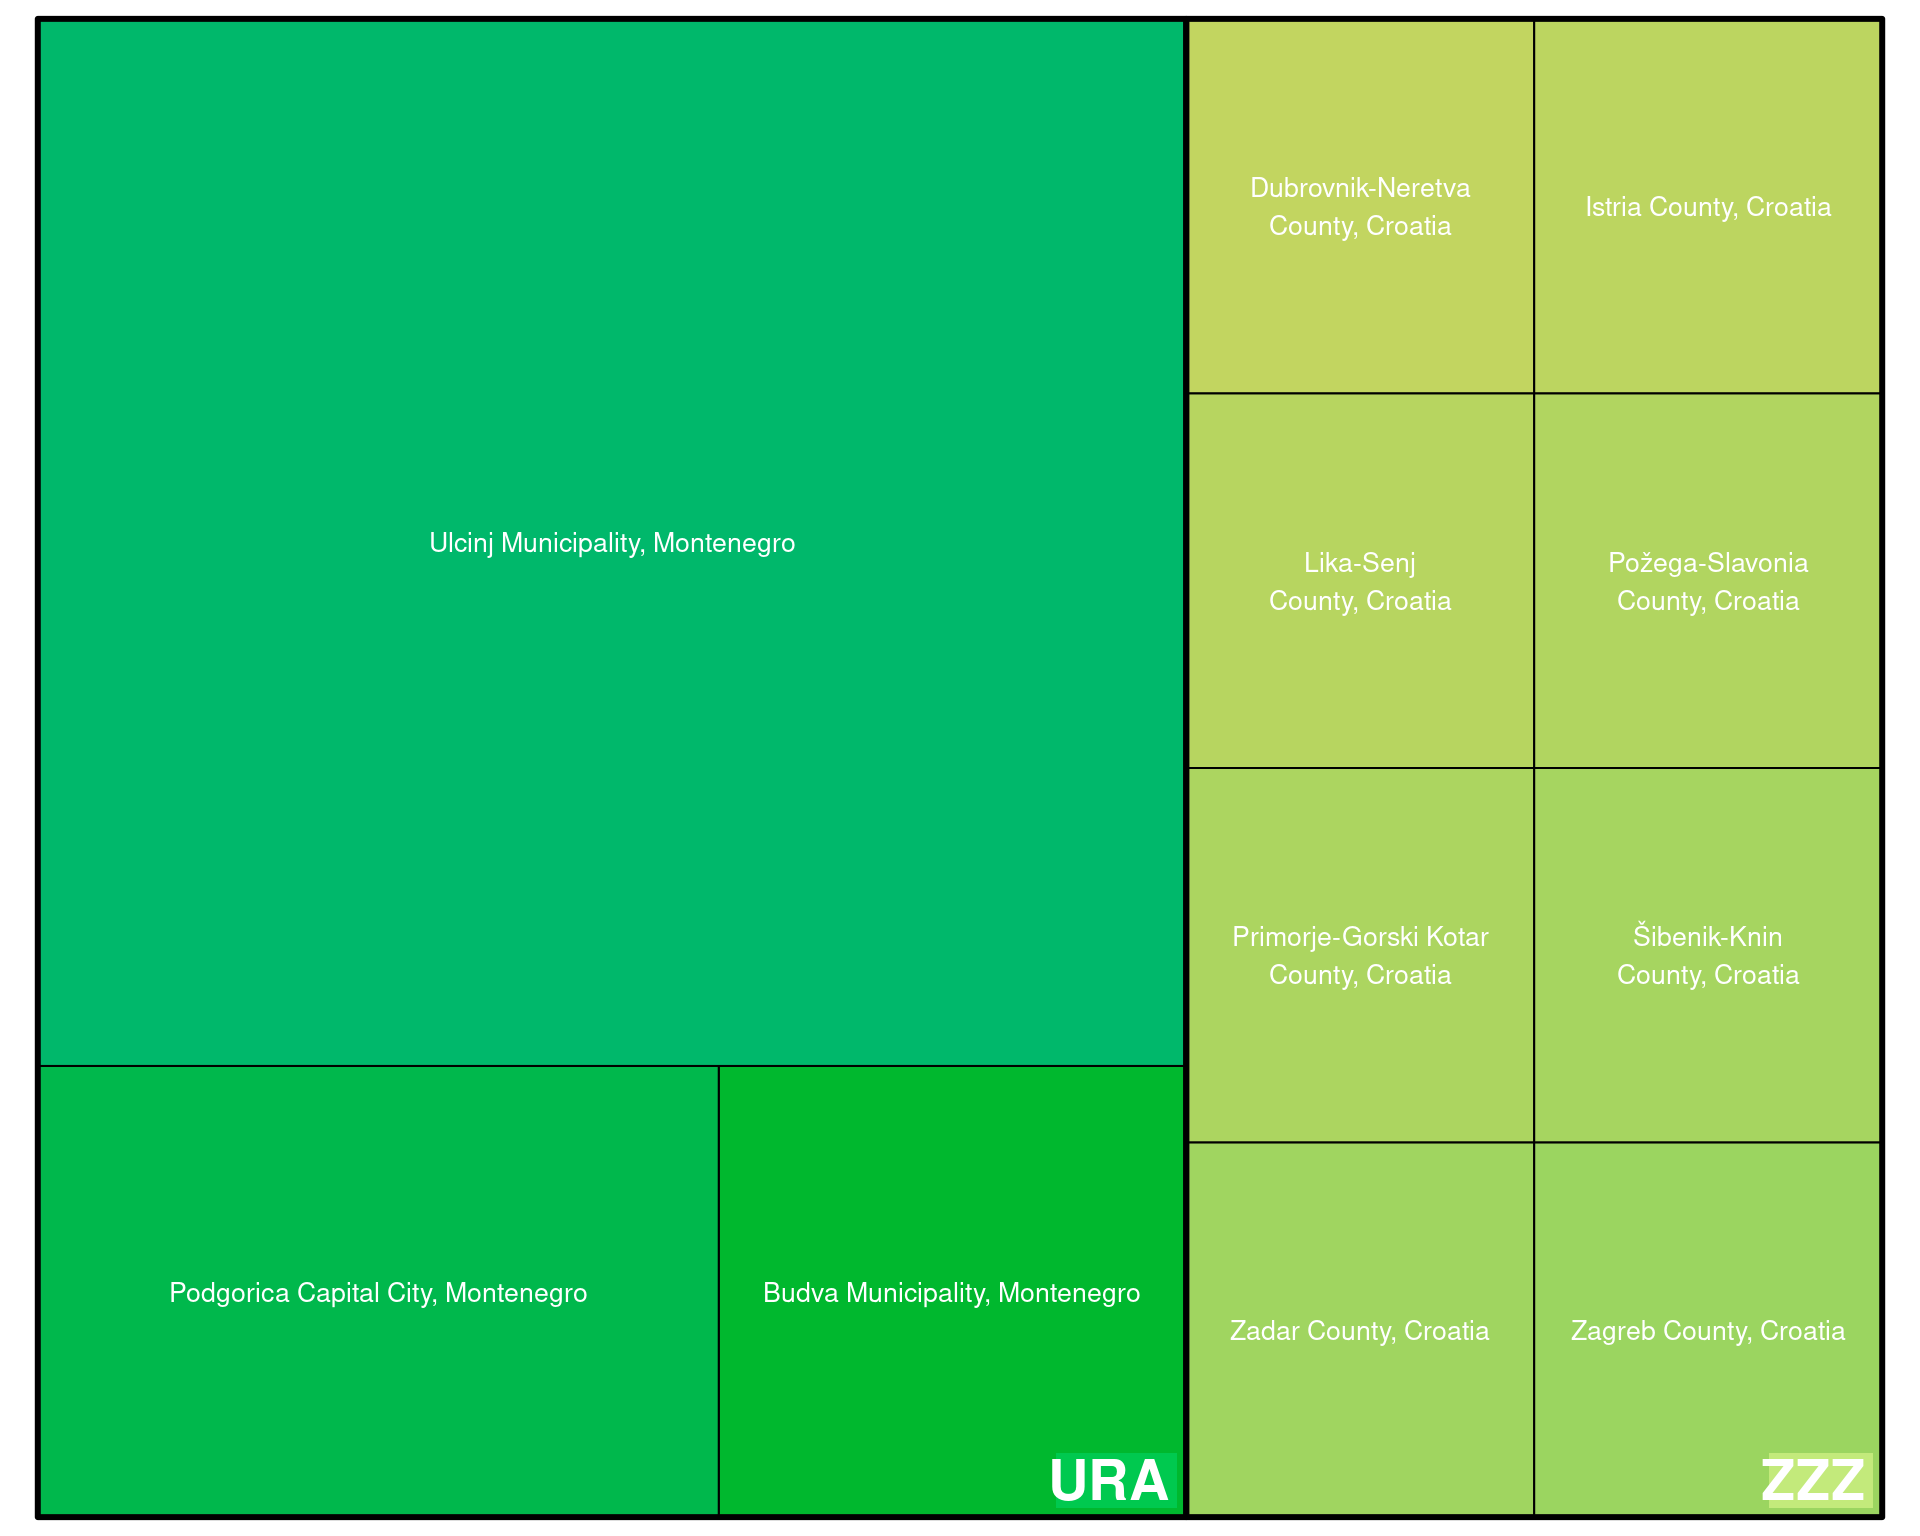 Ulcinj Municipality, Montenegro
Podgorica Capital City, Montenegro
Budva Municipality, Montenegro
URA
Dubrovnik-Neretva
County, Croatia
Istria County, Croatia
Lika-Senj
County, Croatia
Požega-Slavonia
County, Croatia
Primorje-Gorski Kotar
County, Croatia
Šibenik-Knin
County, Croatia
Zadar County, Croatia
Zagreb County, Croatia
ZZZ